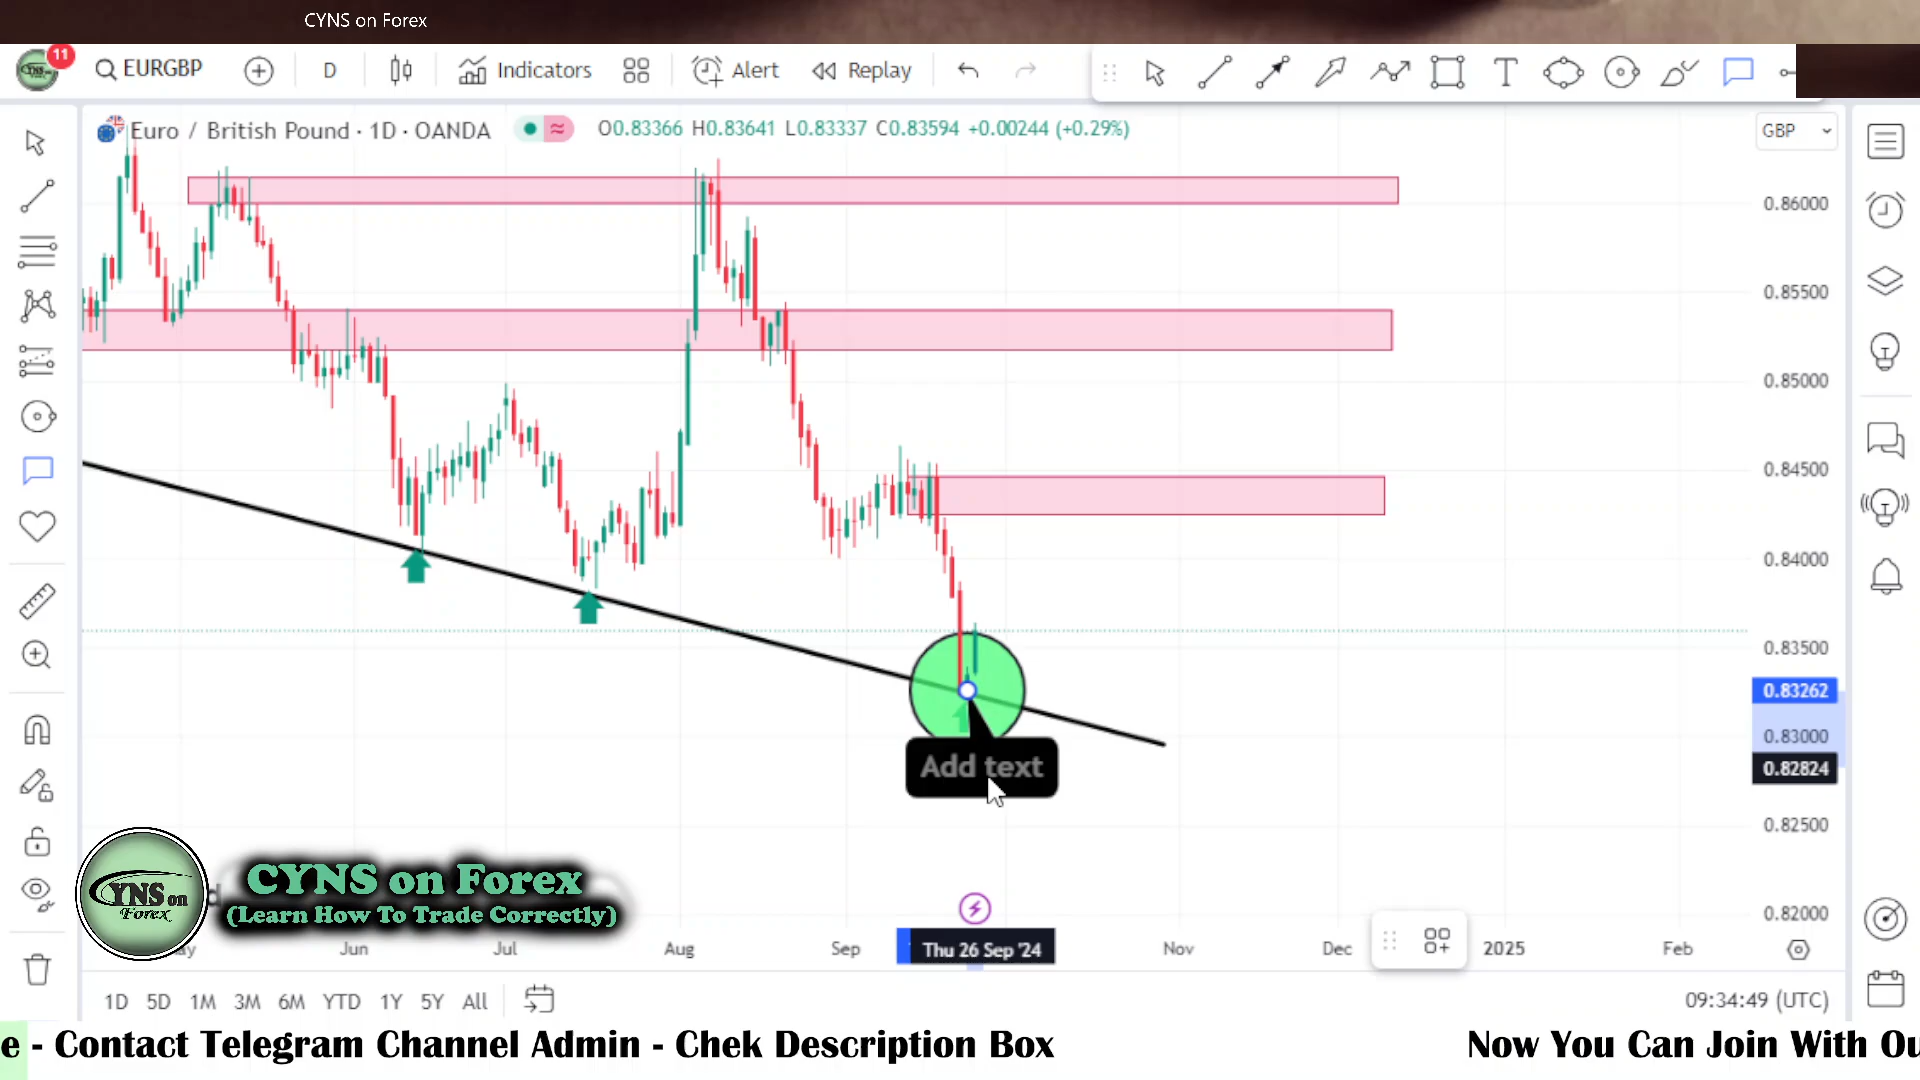 CYNS on Forex
11
EURGBP
D
Indicators
Alert
Replay
Euro / British Pound · 1D · OANDA
O0.83366 H0.83641 L0.83337 C0.83594 +0.00244 (+0.29%)
GBP
0.86000
0.85500
0.85000
0.84500
0.84000
0.83500
0.83262
0.83000
0.82824
0.82500
0.82000
Add text
YNS on
Forex
CYNS on Forex
(Learn How To Trade Correctly)
Jun
Jul
Aug
Sep
Thu 26 Sep '24
Nov
Dec
2025
Feb
1D 5D 1M 3M 6M YTD 1Y 5Y All
09:34:49 (UTC)
e - Contact Telegram Channel Admin - Chek Description Box
Now You Can Join With Ou